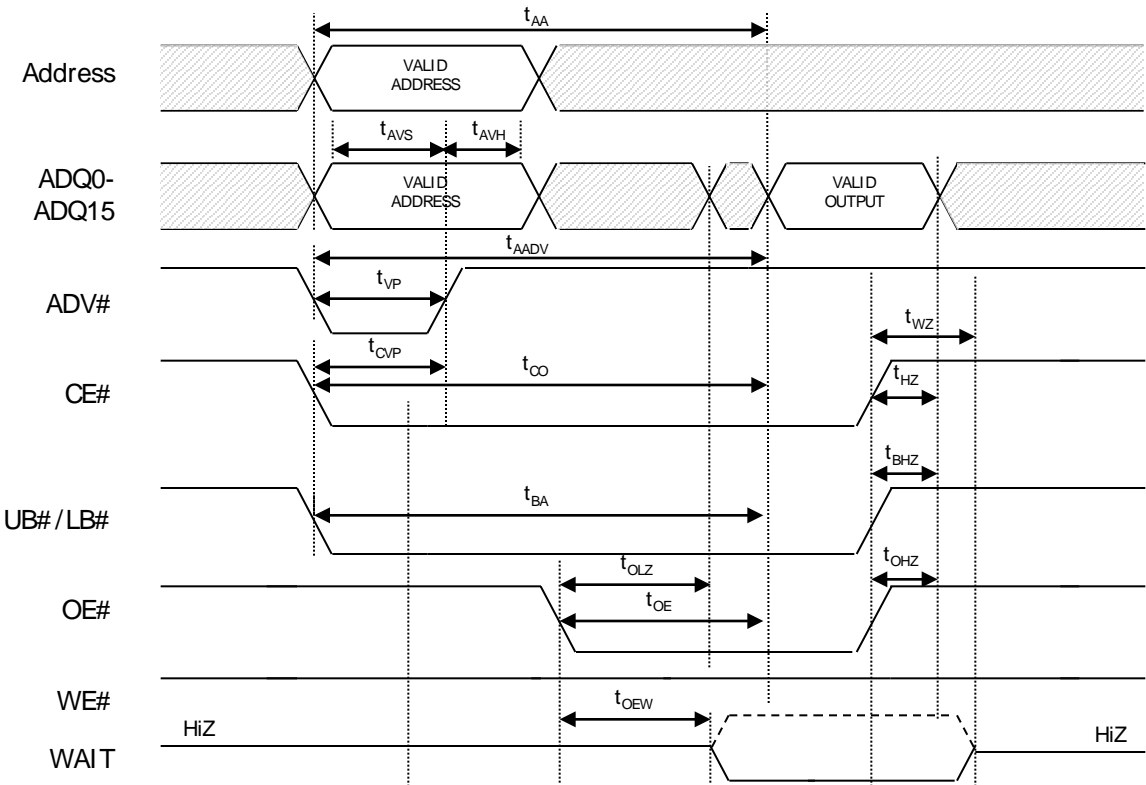 tAA
Address
VALID
ADDRESS
tAVS
tAVH
ADQ0-
ADQ15
VALID
ADDRESS
VALID
OUTPUT
tAADV
ADV#
tVP
tWZ
tCVP
tCO
CE#
tHZ
tBHZ
UB# / LB#
tBA
tOLZ
tOHZ
OE#
tOE
WE#
tOEW
HiZ
HiZ
WAIT